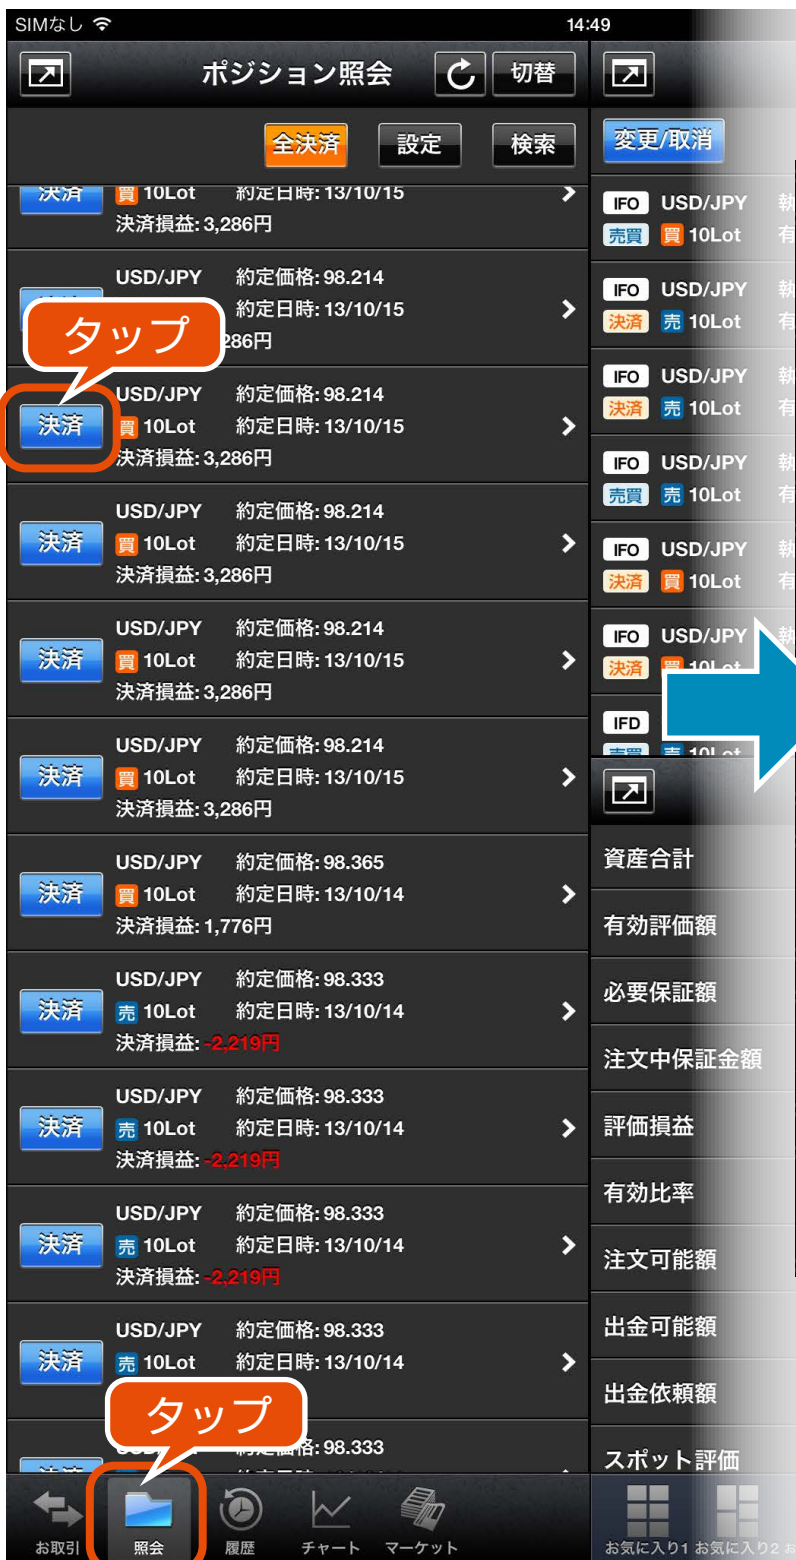 SIMなし 14:49
ポジション照会 切替
全決済 設定 検索
決済 買 10Lot 約定日時: 13/10/15
決済損益: 3,286円
USD/JPY 約定価格: 98.214
約定日時: 13/10/15
286円
タップ
USD/JPY 約定価格: 98.214
決済 買 10Lot 約定日時: 13/10/15
決済損益: 3,286円
USD/JPY 約定価格: 98.214
決済 買 10Lot 約定日時: 13/10/15
決済損益: 3,286円
USD/JPY 約定価格: 98.214
決済 買 10Lot 約定日時: 13/10/15
決済損益: 3,286円
USD/JPY 約定価格: 98.214
決済 買 10Lot 約定日時: 13/10/15
決済損益: 3,286円
USD/JPY 約定価格: 98.365
決済 買 10Lot 約定日時: 13/10/14
決済損益: 1,776円
USD/JPY 約定価格: 98.333
決済 売 10Lot 約定日時: 13/10/14
決済損益: -2,219円
USD/JPY 約定価格: 98.333
決済 売 10Lot 約定日時: 13/10/14
決済損益: -2,219円
USD/JPY 約定価格: 98.333
決済 売 10Lot 約定日時: 13/10/14
決済損益: -2,219円
USD/JPY 約定価格: 98.333
決済 売 10Lot 約定日時: 13/10/14
タップ
98.333
お取引 照会 履歴 チャート マーケット
変更/取消
IFO USD/JPY 執
売買 買 10Lot 有
IFO USD/JPY 執
決済 売 10Lot 有
IFO USD/JPY 執
決済 売 10Lot 有
IFO USD/JPY 執
売買 売 10Lot 有
IFO USD/JPY 執
決済 買 10Lot 有
IFO USD/JPY
決済 買 10Lot
IFD
売買 売 10Lot
資産合計
有効評価額
必要保証額
注文中保証金額
評価損益
有効比率
注文可能額
出金可能額
出金依頼額
スポット評価
お気に入り1 お気に入り2 お